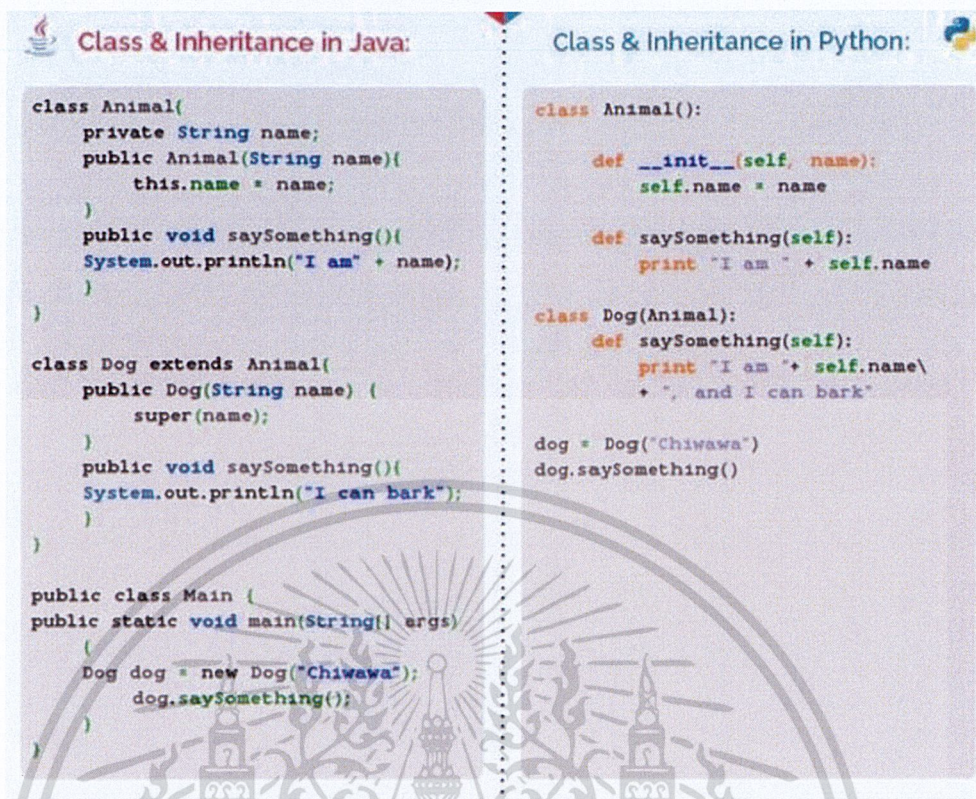 Class & Inheritance in Java:
class Animal{
private String name;
public Animal(String name){
this.name = name;
}
public void saySomething(){
System.out.println("I am" + name);
}
}
class Dog extends Animal{
public Dog(String name) {
super(name);
}
public void saySomething(){
System.out.println("I can bark");
}
}
public class Main {
public static void main(String[] args)
{
Dog dog = new Dog("Chiwawa");
dog.saySomething();
}
}
Class & Inheritance in Python:
class Animal():
def __init__(self, name):
self.name = name
def saySomething(self):
print "I am " + self.name
class Dog(Animal):
def saySomething(self):
print "I am "+ self.name\
+ ", and I can bark"
dog = Dog("Chiwawa")
dog.saySomething()